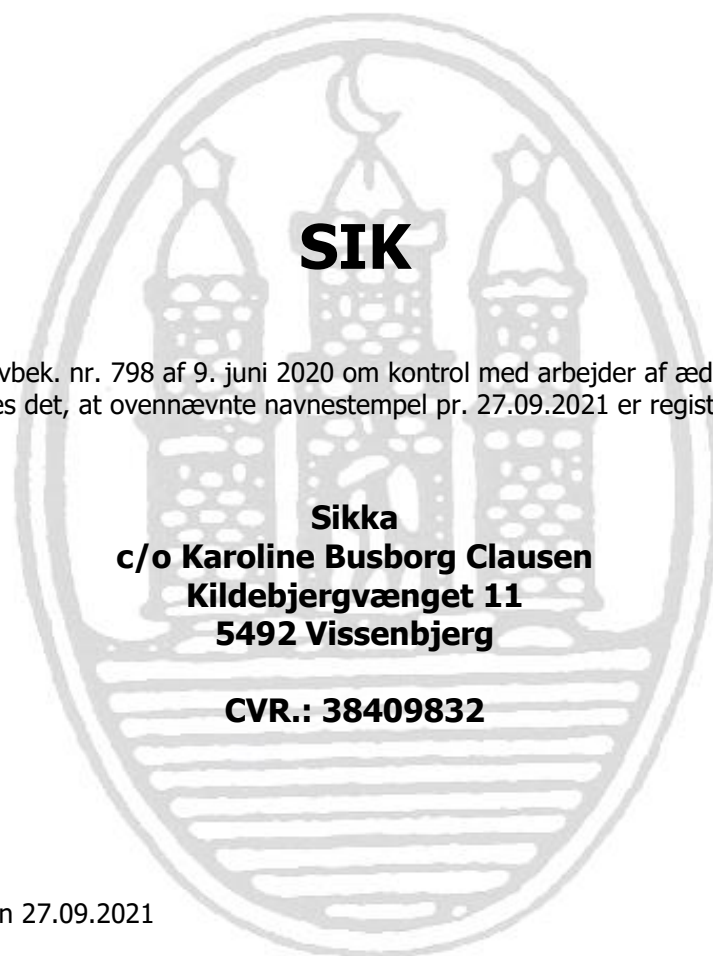 SIK
vbek. nr. 798 af 9. juni 2020 om kontrol med arbejder af æd
es det, at ovennævnte navnestempel pr. 27.09.2021 er regist
Sikka
c/o Karoline Busborg Clausen
Kildebjergvænget 11
5492 Vissenbjerg
CVR.: 38409832
n 27.09.2021